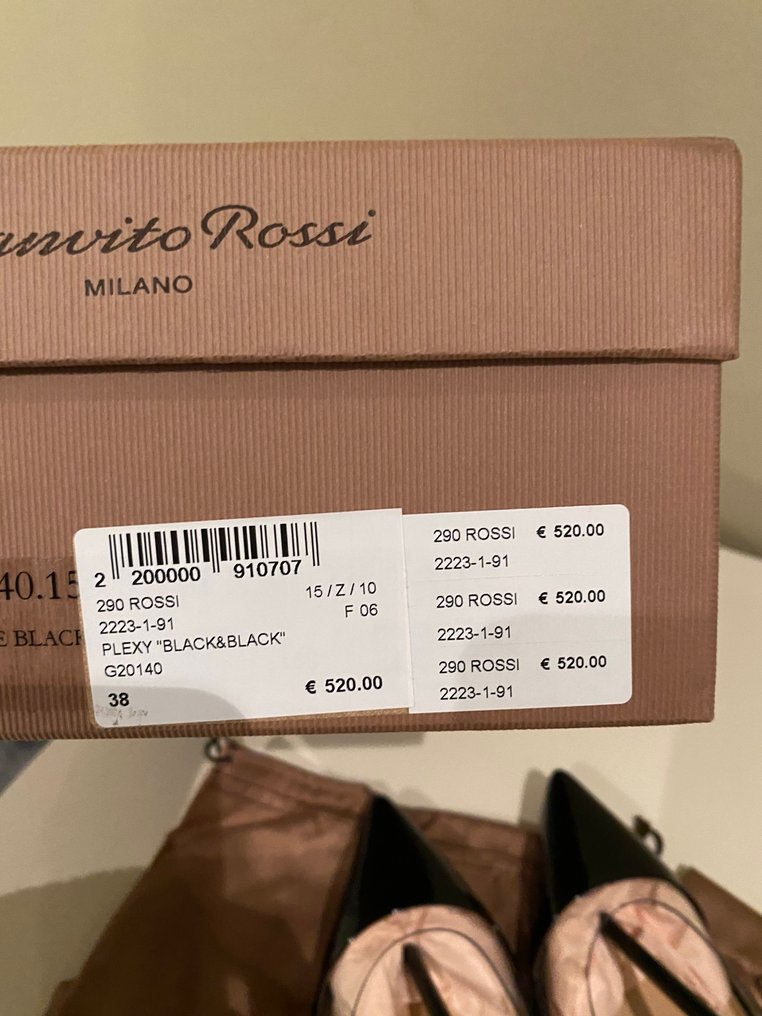 anvito Rossi
MILANO
40.15
E BLACK
2 200000 910707
290 ROSSI 15/Z/10
2223-1-91 F 06
PLEXY "BLACK&BLACK"
G20140
38 € 520.00
290 ROSSI € 520.00
2223-1-91
290 ROSSI € 520.00
2223-1-91
290 ROSSI € 520.00
2223-1-91